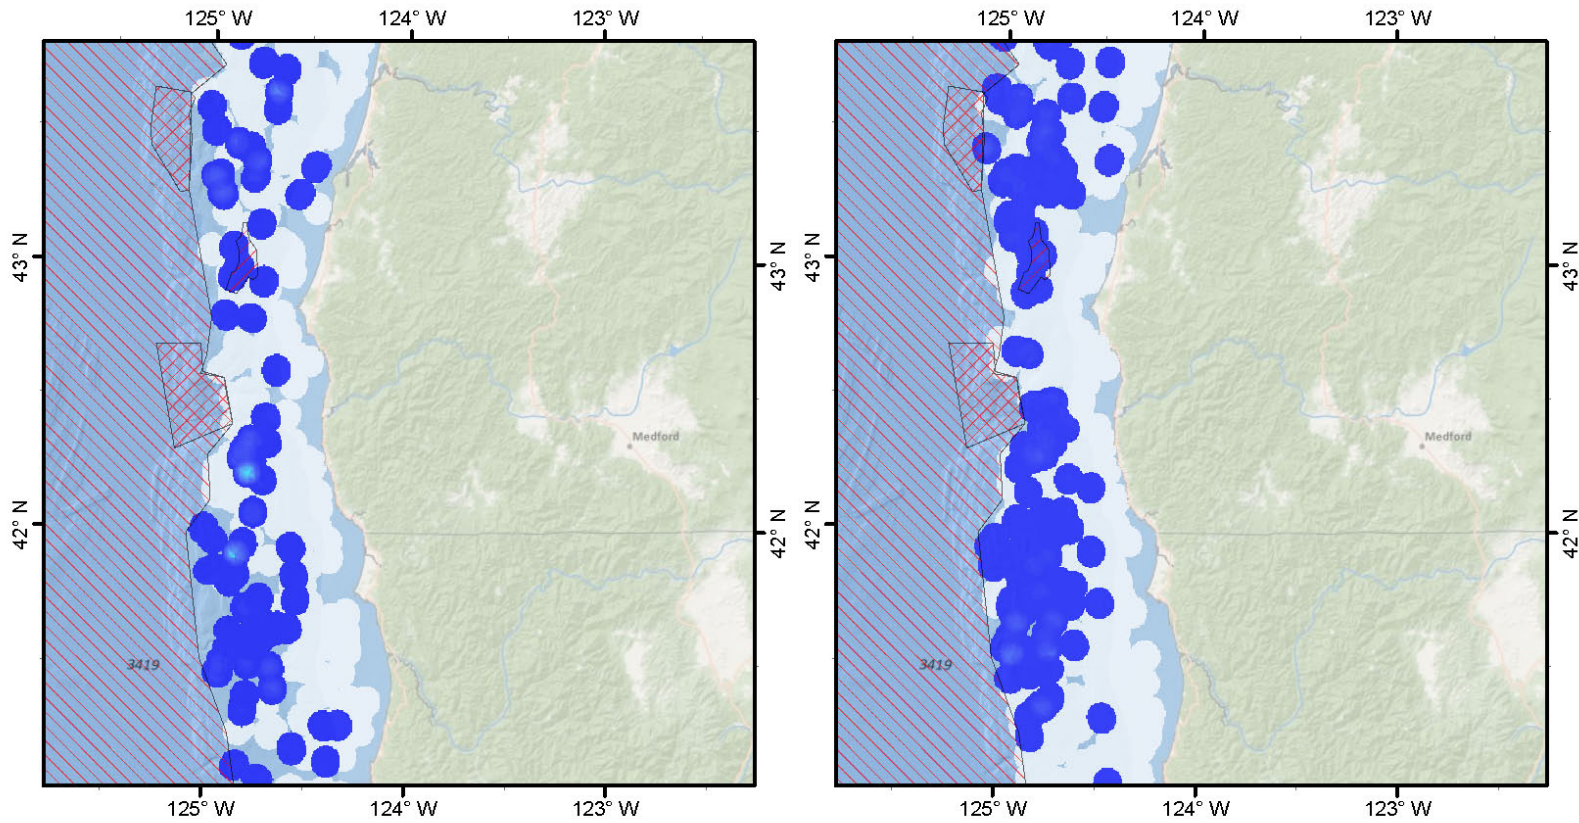 125° W 124° W 123° W 125° W 124° W 123° W
43° N 43° N 43° N 43° N
Medford Medford
42° N 42° N 42° N 42° N
3419 3419
125° W 124° W 123° W 125° W 124° W 123° W